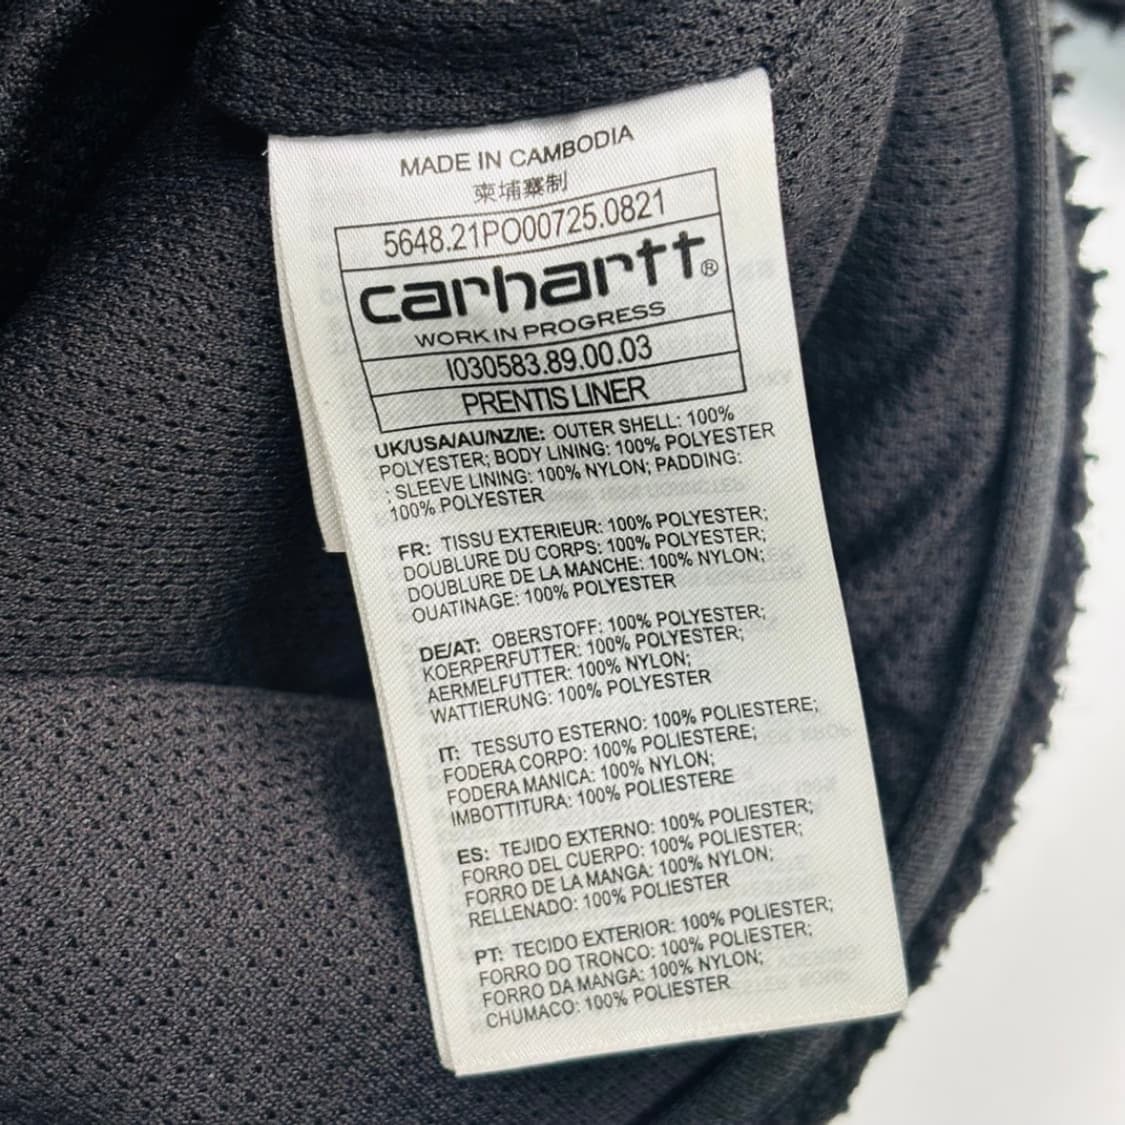 MADE IN CAMBODIA
柬埔寨制
5648.21PO00725.0821
carhartt®
WORK IN PROGRESS
I030583.89.00.03
PRENTIS LINER
UK/USA/AU/NZ/IE: OUTER SHELL: 100%
POLYESTER; BODY LINING: 100% POLYESTER
; SLEEVE LINING: 100% NYLON; PADDING:
100% POLYESTER
FR: TISSU EXTERIEUR: 100% POLYESTER;
DOUBLURE DU CORPS: 100% POLYESTER;
DOUBLURE DE LA MANCHE: 100% NYLON;
OUATINAGE: 100% POLYESTER
DE/AT: OBERSTOFF: 100% POLYESTER;
KOERPERFUTTER: 100% POLYESTER;
AERMELFUTTER: 100% NYLON;
WATTIERUNG: 100% POLYESTER
IT: TESSUTO ESTERNO: 100% POLIESTERE;
FODERA CORPO: 100% POLIESTERE;
FODERA MANICA: 100% NYLON;
IMBOTTITURA: 100% POLIESTERE
ES: TEJIDO EXTERNO: 100% POLIESTER;
FORRO DEL CUERPO: 100% POLIESTER;
FORRO DE LA MANGA: 100% NYLON;
RELLENADO: 100% POLIESTER
PT: TECIDO EXTERIOR: 100% POLIESTER;
FORRO DO TRONCO: 100% POLIESTER;
FORRO DA MANGA: 100% NYLON;
CHUMACO: 100% POLIESTER